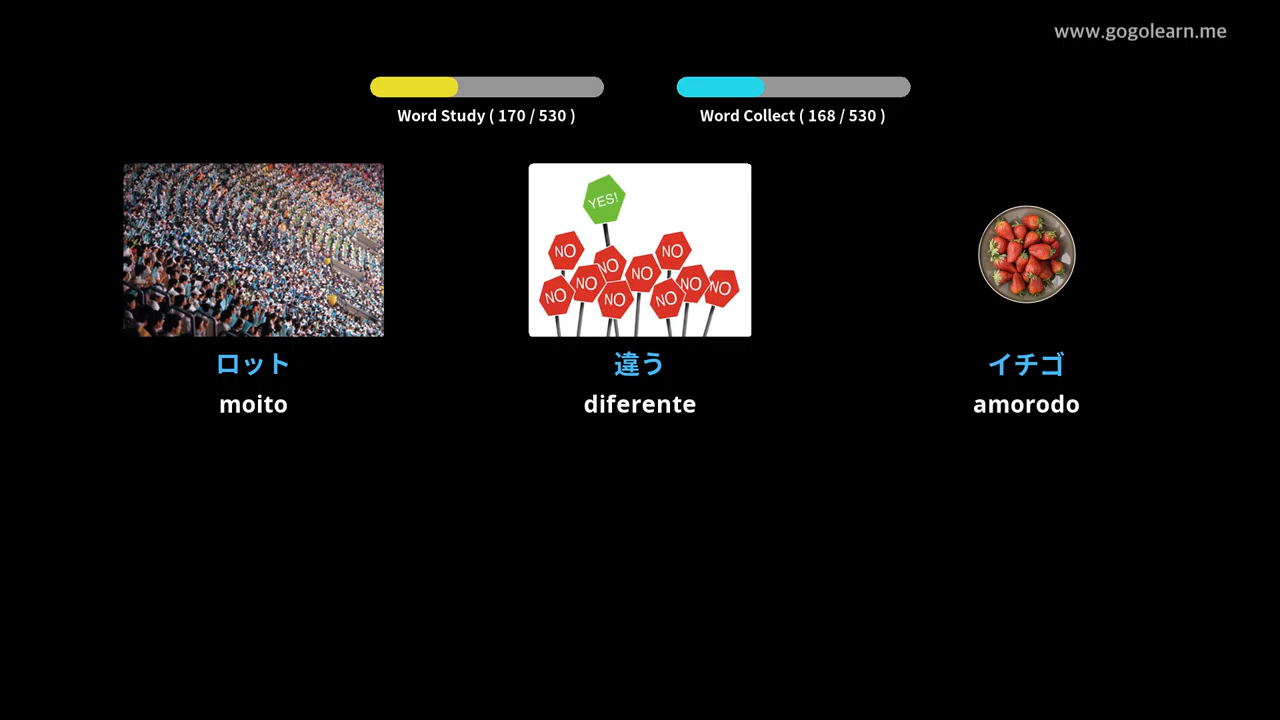 www.gogolearn.me
Word Study ( 170 / 530 )
Word Collect ( 168 / 530 )
YES!
NO
NO
NO
NO
NO
NO
NO
NO
NO
NO
ロット
違う
イチゴ
moito
diferente
amorodo